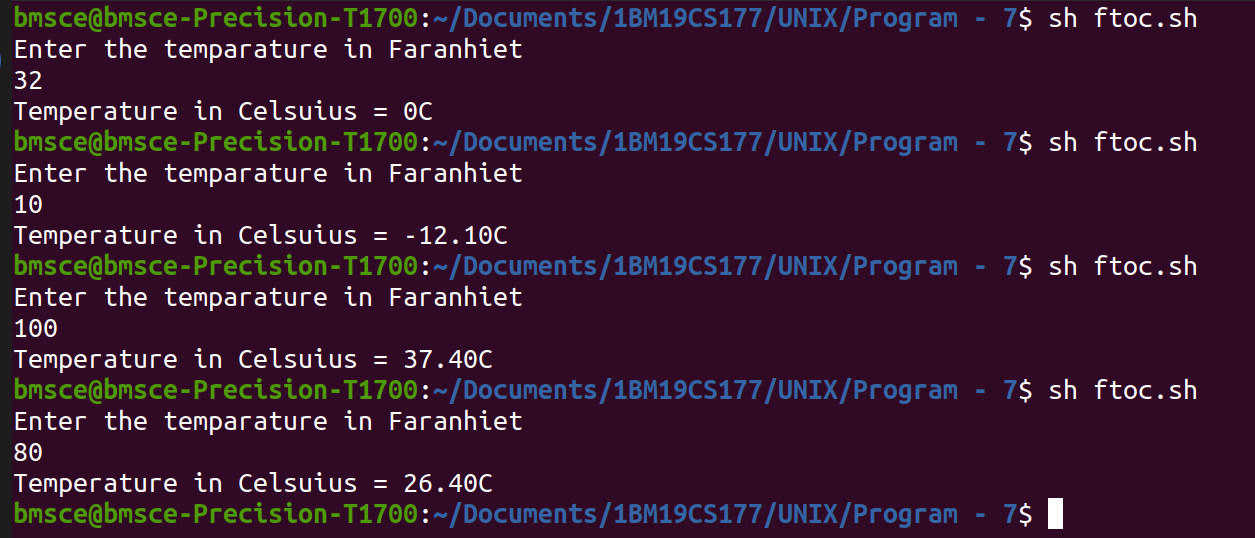 bmsce@bmsce-Precision-T1700:~/Documents/1BM19CS177/UNIX/Program - 7$ sh ftoc.sh
Enter the temparature in Faranhiet
32
Temperature in Celsuius = 0C
bmsce@bmsce-Precision-T1700:~/Documents/1BM19CS177/UNIX/Program - 7$ sh ftoc.sh
Enter the temparature in Faranhiet
10
Temperature in Celsuius = -12.10C
bmsce@bmsce-Precision-T1700:~/Documents/1BM19CS177/UNIX/Program - 7$ sh ftoc.sh
Enter the temparature in Faranhiet
100
Temperature in Celsuius = 37.40C
bmsce@bmsce-Precision-T1700:~/Documents/1BM19CS177/UNIX/Program - 7$ sh ftoc.sh
Enter the temparature in Faranhiet
80
Temperature in Celsuius = 26.40C
bmsce@bmsce-Precision-T1700:~/Documents/1BM19CS177/UNIX/Program - 7$